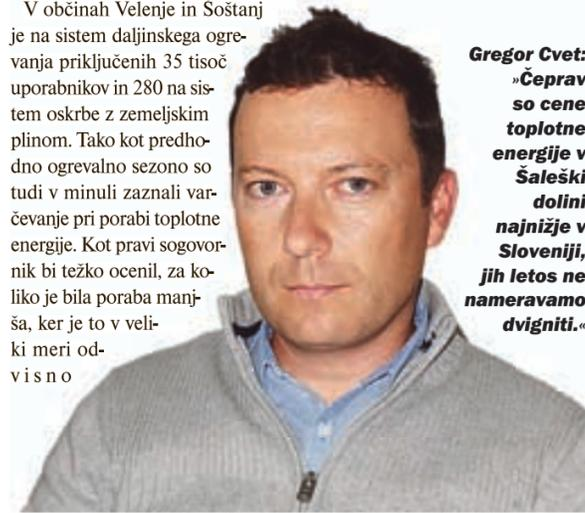 V občinah Velenje in Šoštanj
je na sistem daljinskega ogre-
vanja priključenih 35 tisoč
uporabnikov in 280 na sis-
tem oskrbe z zemeljskim
plinom. Tako kot predho-
dno ogrevalno sezono so
tudi v minuli zaznali var-
čevanje pri porabi toplotne
energije. Kot pravi sogovor-
nik bi težko ocenil, za ko-
liko je bila poraba manj-
ša, ker je to v veli-
ki meri od-
visno
Gregor Cvet:
»Čeprav
so cene
toplotne
energije v
Šaleški
dolini
najnižje v
Sloveniji,
jih letos ne
nameravamo
dvigniti.«